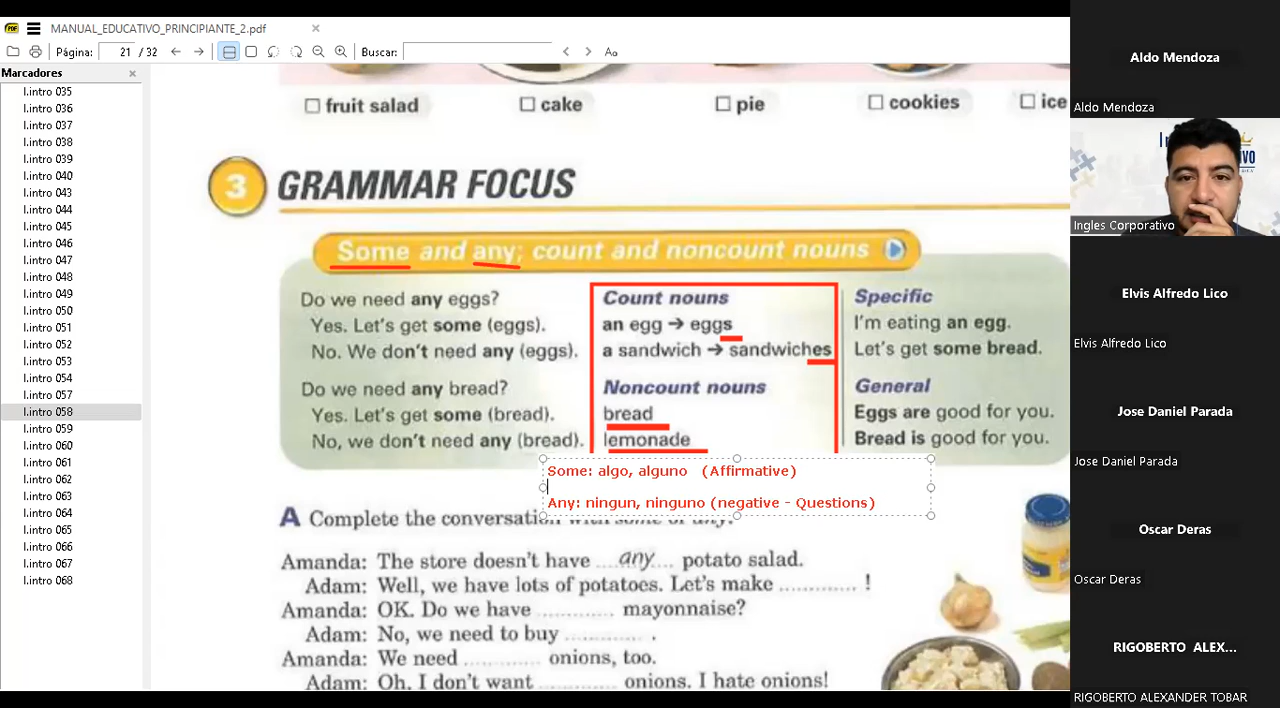 MANUAL_EDUCATIVO_PRINCIPIANTE_2.pdf
Página: 21 / 32
Buscar:
Aa
Marcadores
I.intro 035
I.intro 036
I.intro 037
I.intro 038
I.intro 039
I.intro 040
I.intro 043
I.intro 044
I.intro 045
I.intro 046
I.intro 047
I.intro 048
I.intro 049
I.intro 050
I.intro 051
I.intro 052
I.intro 053
I.intro 054
I.intro 057
I.intro 058
I.intro 059
I.intro 060
I.intro 061
I.intro 062
I.intro 063
I.intro 064
I.intro 065
I.intro 066
I.intro 067
I.intro 068
fruit salad
cake
pie
cookies
ice
3 GRAMMAR FOCUS
Some and any; count and noncount nouns
Do we need any eggs?
Yes. Let's get some (eggs).
No. We don't need any (eggs).
Do we need any bread?
Yes. Let's get some (bread).
No, we don't need any (bread).
Count nouns
an egg → eggs
a sandwich → sandwiches
Noncount nouns
bread
lemonade
Specific
I'm eating an egg.
Let's get some bread.
General
Eggs are good for you.
Bread is good for you.
Some: algo, alguno (Affirmative)
Any: ningun, ninguno (negative - Questions)
A Complete the conversation with some or any.
Amanda: The store doesn't have ....any.... potato salad.
Adam: Well, we have lots of potatoes. Let's make ............ !
Amanda: OK. Do we have ............ mayonnaise?
Adam: No, we need to buy ............ .
Amanda: We need ............ onions, too.
Adam: Oh, I don't want ............ onions. I hate onions!
Aldo Mendoza
Aldo Mendoza
Ingles Corporativo
Elvis Alfredo Lico
Elvis Alfredo Lico
Jose Daniel Parada
Jose Daniel Parada
Oscar Deras
Oscar Deras
RIGOBERTO ALEX...
RIGOBERTO ALEXANDER TOBAR